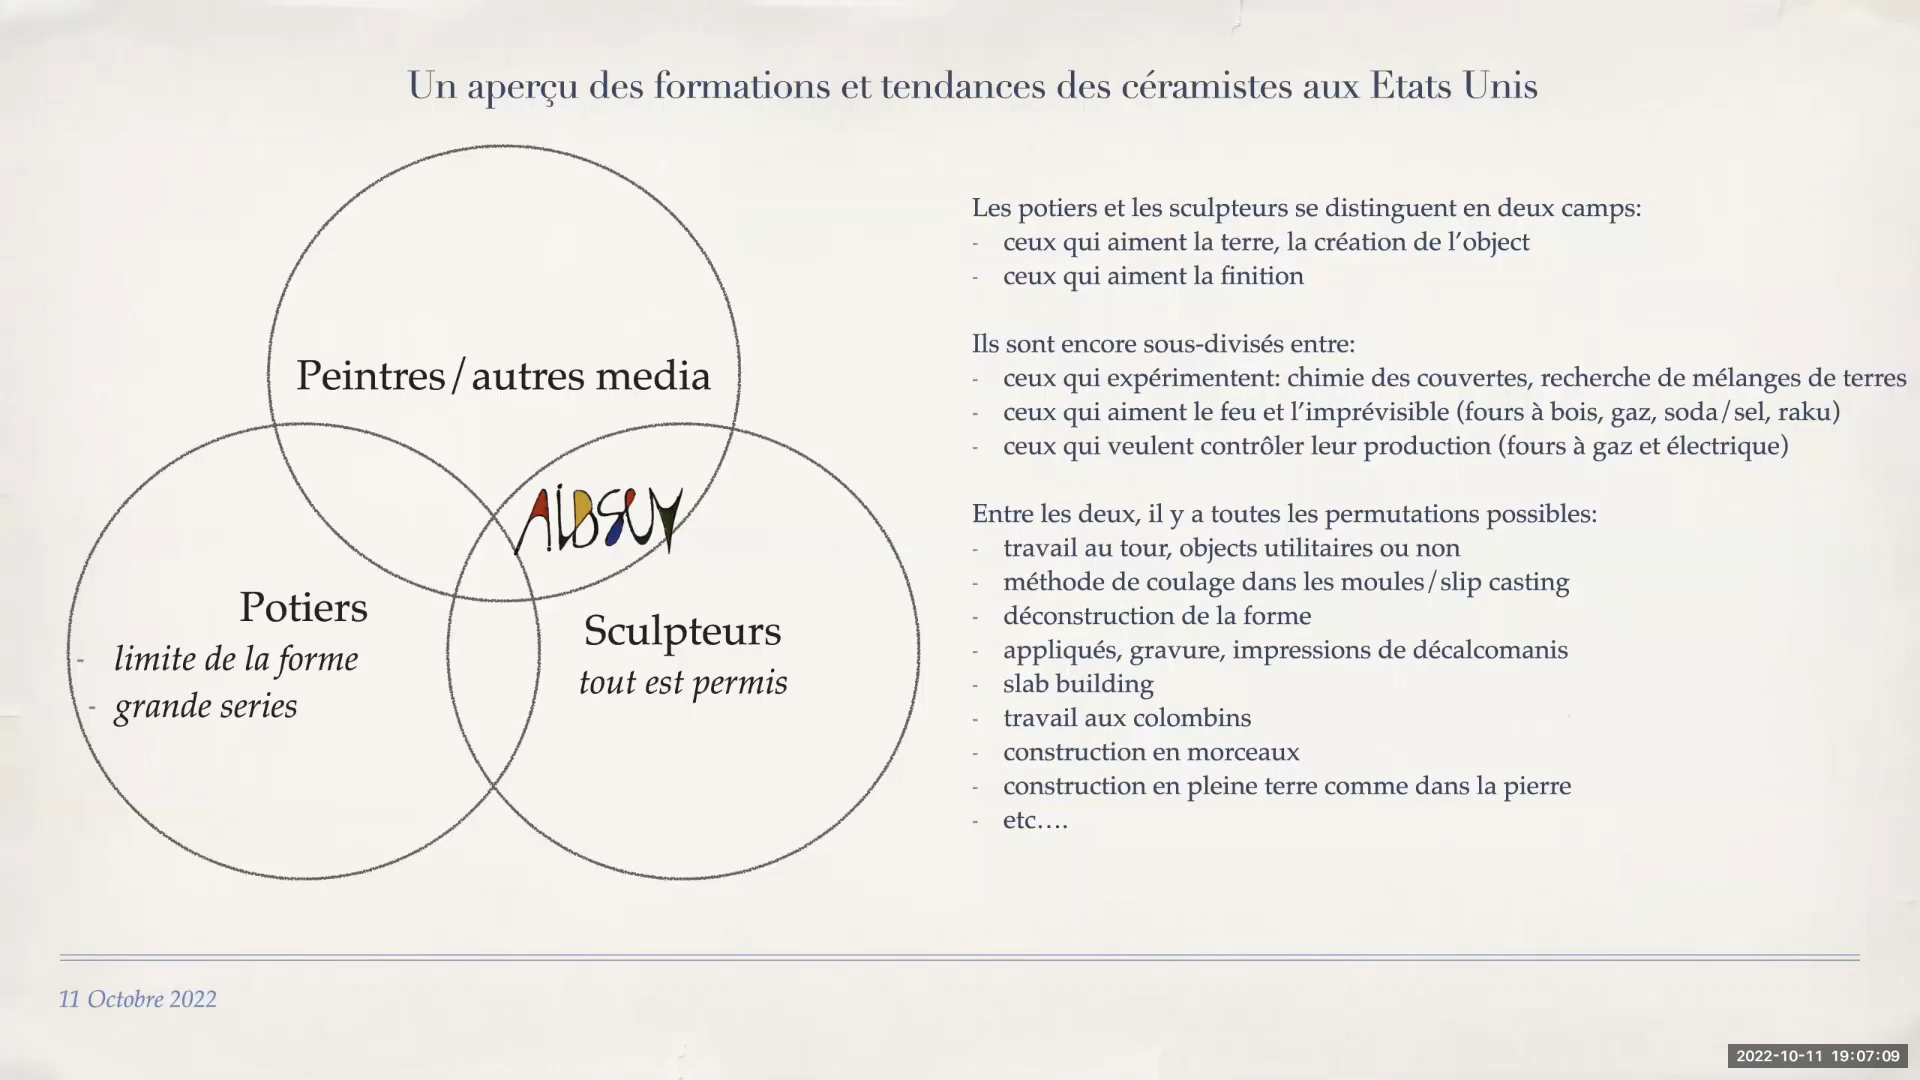 Un aperçu des formations et tendances des céramistes aux Etats Unis
Peintres/autres media
Potiers
- limite de la forme
- grande series
Sculpteurs
tout est permis
Les potiers et les sculpteurs se distinguent en deux camps:
- ceux qui aiment la terre, la création de l’object
- ceux qui aiment la finition
Ils sont encore sous-divisés entre:
- ceux qui expérimentent: chimie des couvertes, recherche de mélanges de terres
- ceux qui aiment le feu et l’imprévisible (fours à bois, gaz, soda/sel, raku)
- ceux qui veulent contrôler leur production (fours à gaz et électrique)
Entre les deux, il y a toutes les permutations possibles:
- travail au tour, objects utilitaires ou non
- méthode de coulage dans les moules/slip casting
- déconstruction de la forme
- appliqués, gravure, impressions de décalcomanis
- slab building
- travail aux colombins
- construction en morceaux
- construction en pleine terre comme dans la pierre
- etc....
11 Octobre 2022
2022-10-11 19:07:09